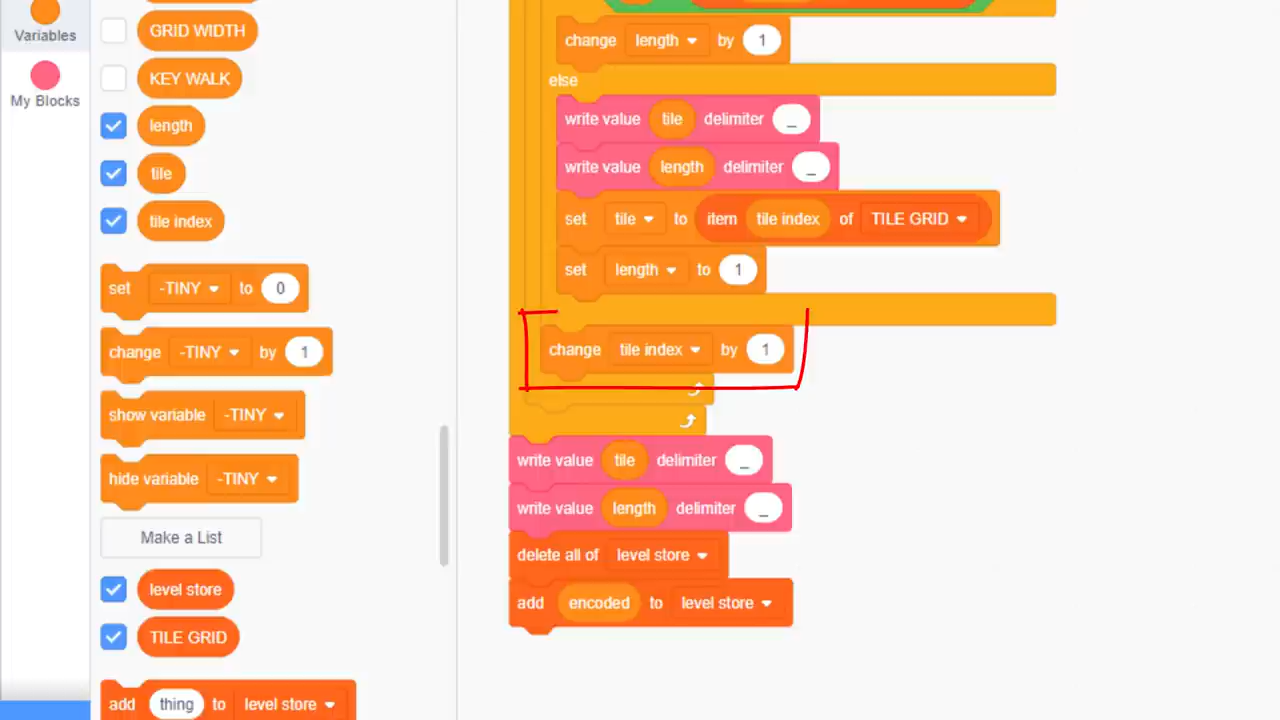 Variables
My Blocks
GRID WIDTH
KEY WALK
length
tile
tile index
set -TINY to 0
change -TINY by 1
show variable -TINY
hide variable -TINY
Make a List
level store
TILE GRID
add thing to level store
change length by 1
else
write value tile delimiter _
write value length delimiter _
set tile to item tile index of TILE GRID
set length to 1
change tile index by 1
write value tile delimiter _
write value length delimiter _
delete all of level store
add encoded to level store